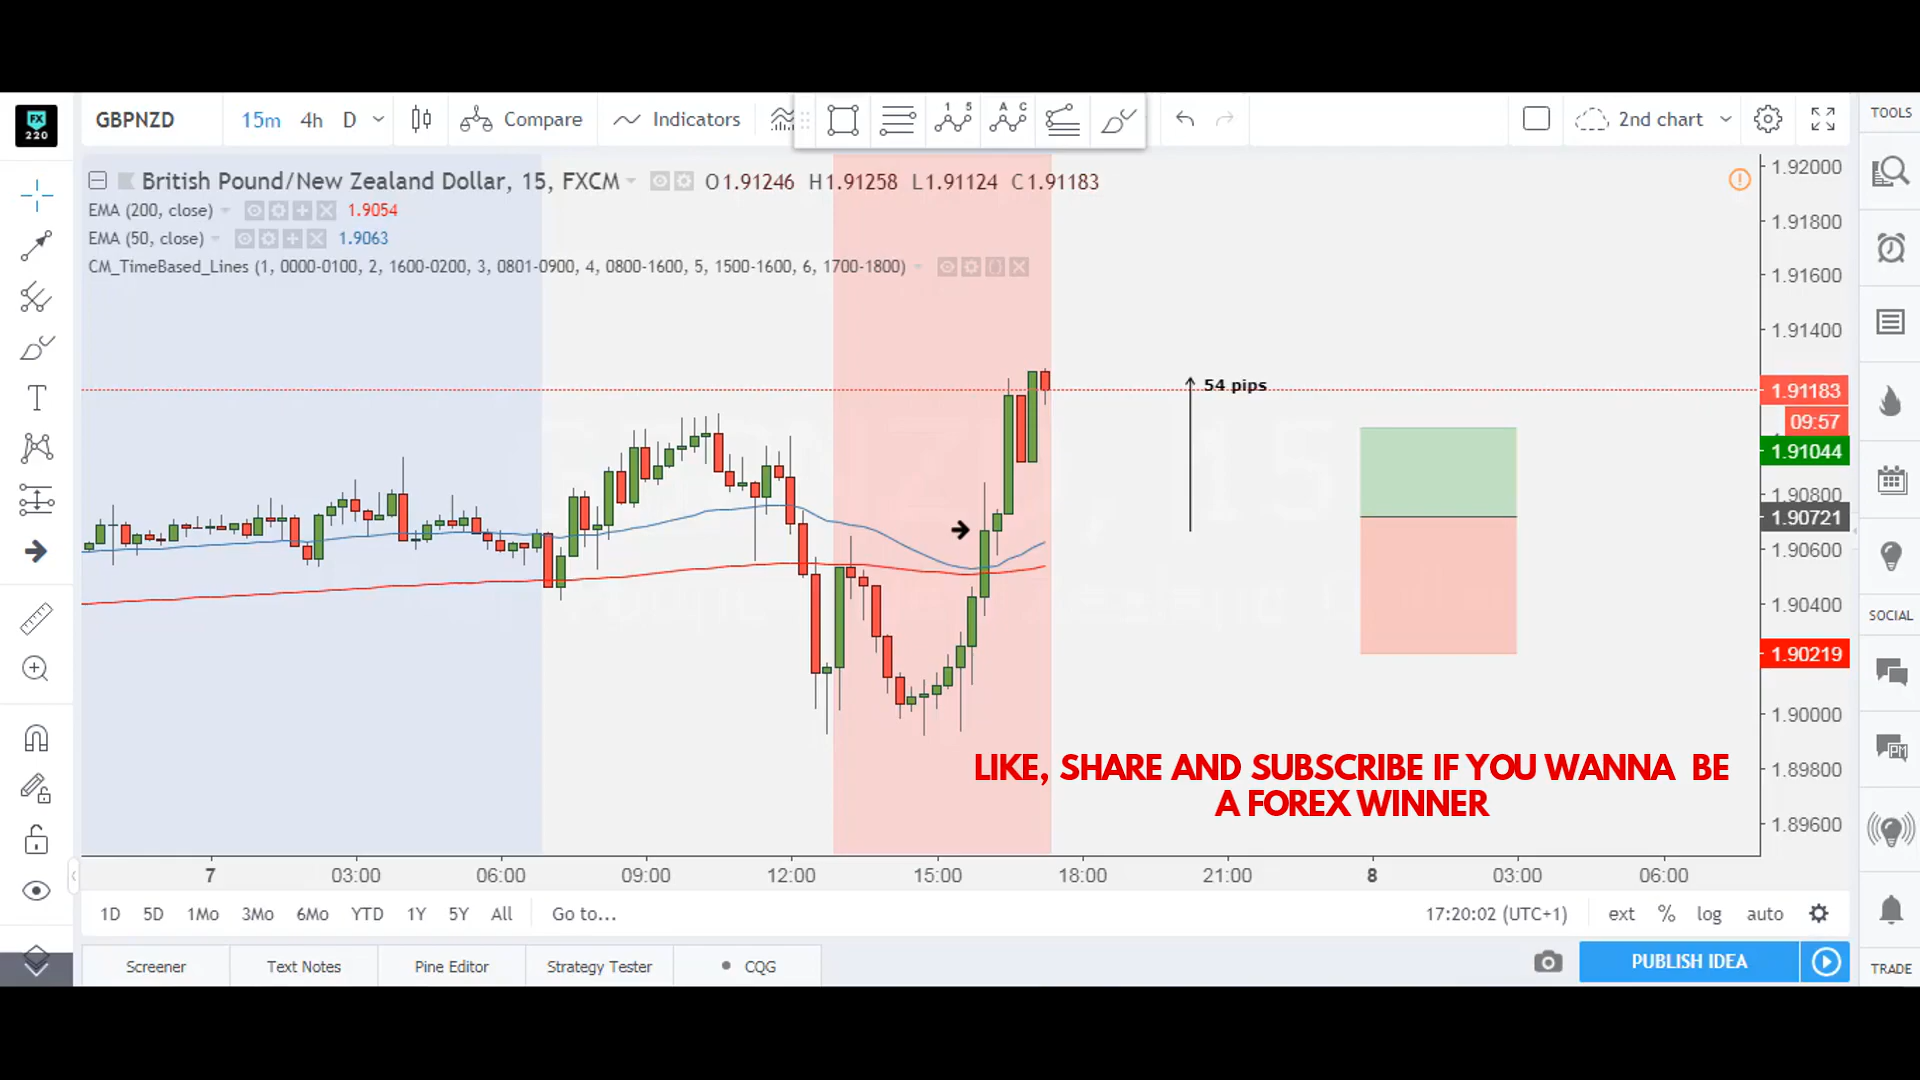 FX
220
GBPNZD 15m 4h D Compare Indicators 2nd chart TOOLS
British Pound/New Zealand Dollar, 15, FXCM O1.91246 H1.91258 L1.91124 C1.91183
EMA (200, close) 1.9054
EMA (50, close) 1.9063
CM_TimeBased_Lines (1, 0000-0100, 2, 1600-0200, 3, 0801-0900, 4, 0800-1600, 5, 1500-1600, 6, 1700-1800)
1.92000
1.91800
1.91600
1.91400
54 pips
1.91183
09:57
1.91044
1.90800
1.90721
1.90600
1.90400
1.90219
1.90000
1.89800
1.89600
SOCIAL
PM
LIKE, SHARE AND SUBSCRIBE IF YOU WANNA BE
A FOREX WINNER
7 03:00 06:00 09:00 12:00 15:00 18:00 21:00 8 03:00 06:00
1D 5D 1Mo 3Mo 6Mo YTD 1Y 5Y All Go to... 17:20:02 (UTC+1) ext % log auto
Screener Text Notes Pine Editor Strategy Tester CQG PUBLISH IDEA TRADE